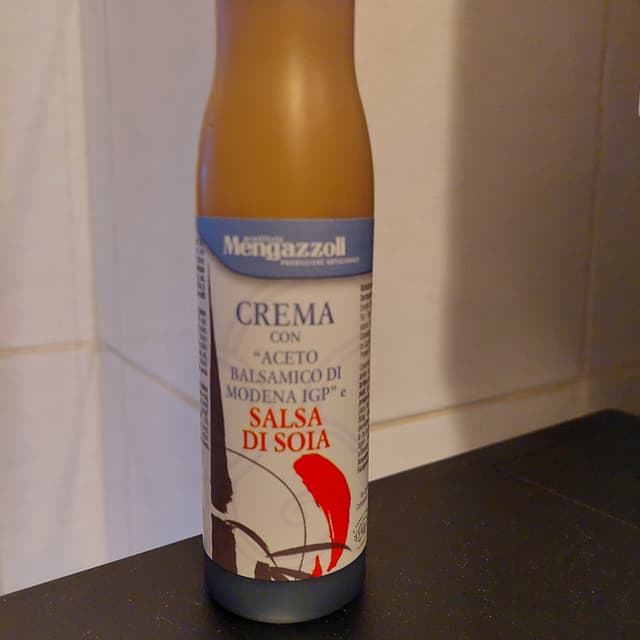 Mengazzoli
PRODUZIONE ARTIGIANALE
CREMA
CON
"ACETO
BALSAMICO DI
MODENA IGP" e
SALSA
DI SOIA